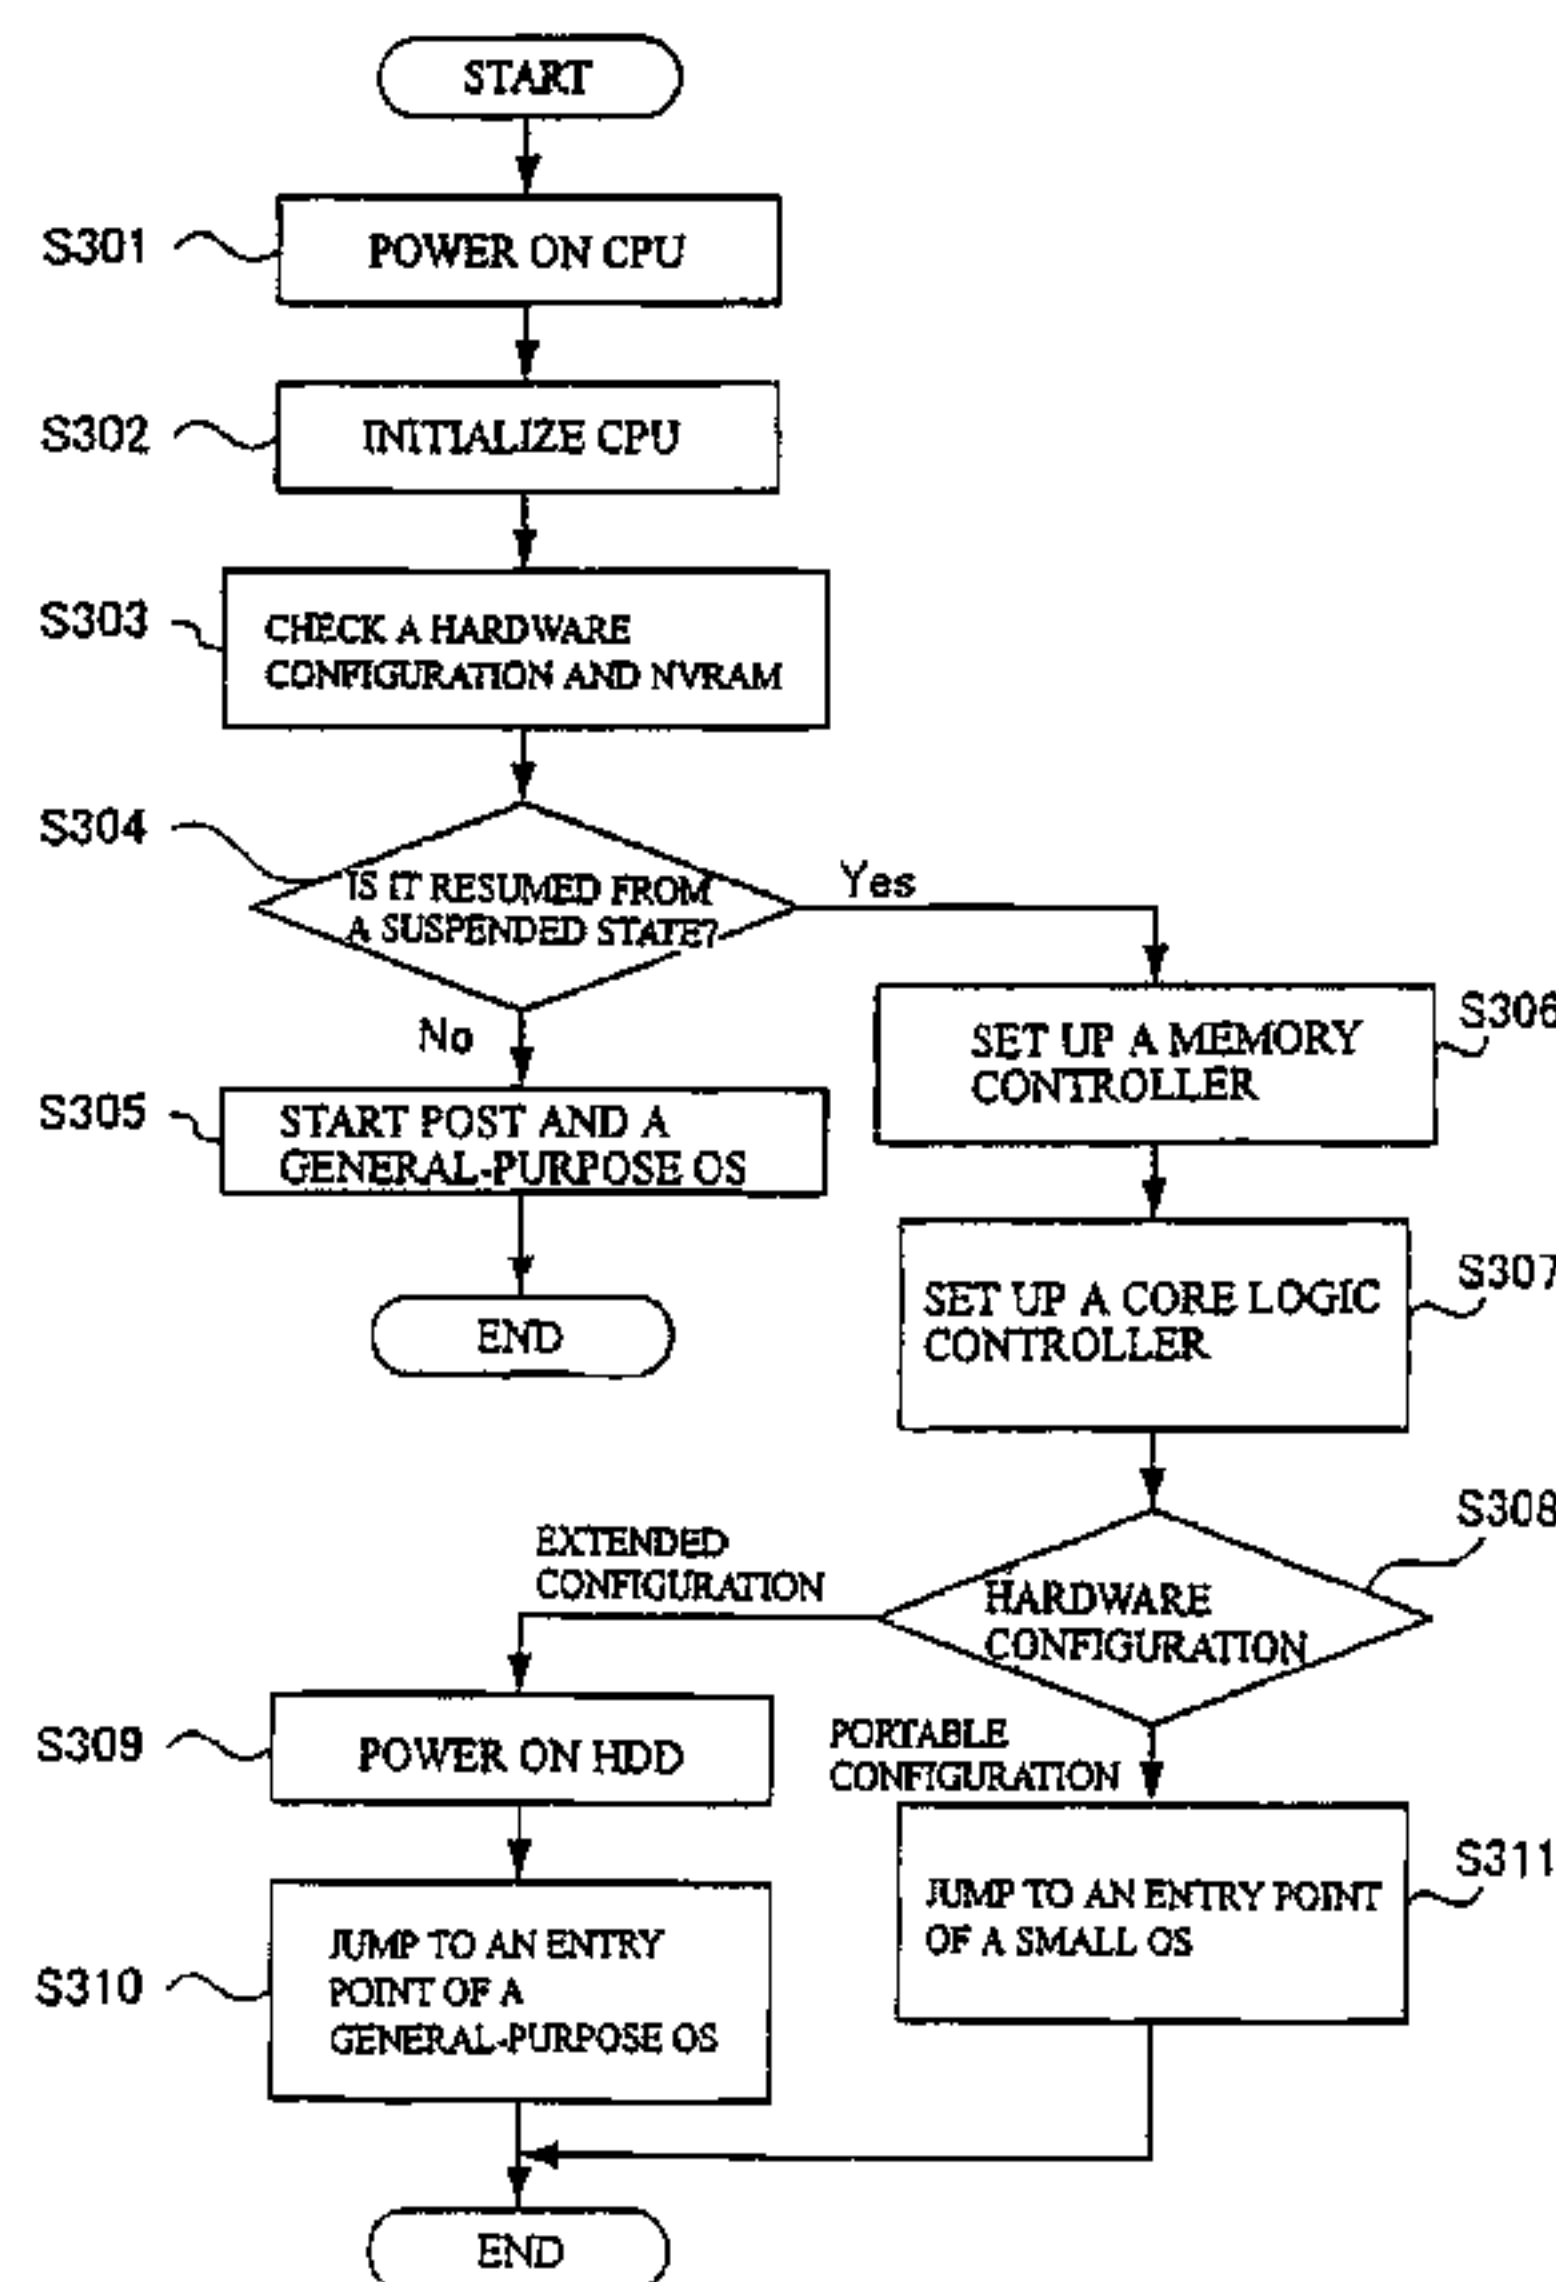 START
S301
POWER ON CPU
S302
INITIALIZE CPU
S303
CHECK A HARDWARE
CONFIGURATION AND NVRAM
S304
IS IT RESUMED FROM
A SUSPENDED STATE?
Yes
No
S305
START POST AND A
GENERAL-PURPOSE OS
END
SET UP A MEMORY
CONTROLLER
S306
SET UP A CORE LOGIC
CONTROLLER
S307
S308
HARDWARE
CONFIGURATION
EXTENDED
CONFIGURATION
PORTABLE
CONFIGURATION
S309
POWER ON HDD
S310
JUMP TO AN ENTRY
POINT OF A
GENERAL-PURPOSE OS
JUMP TO AN ENTRY POINT
OF A SMALL OS
S311
END